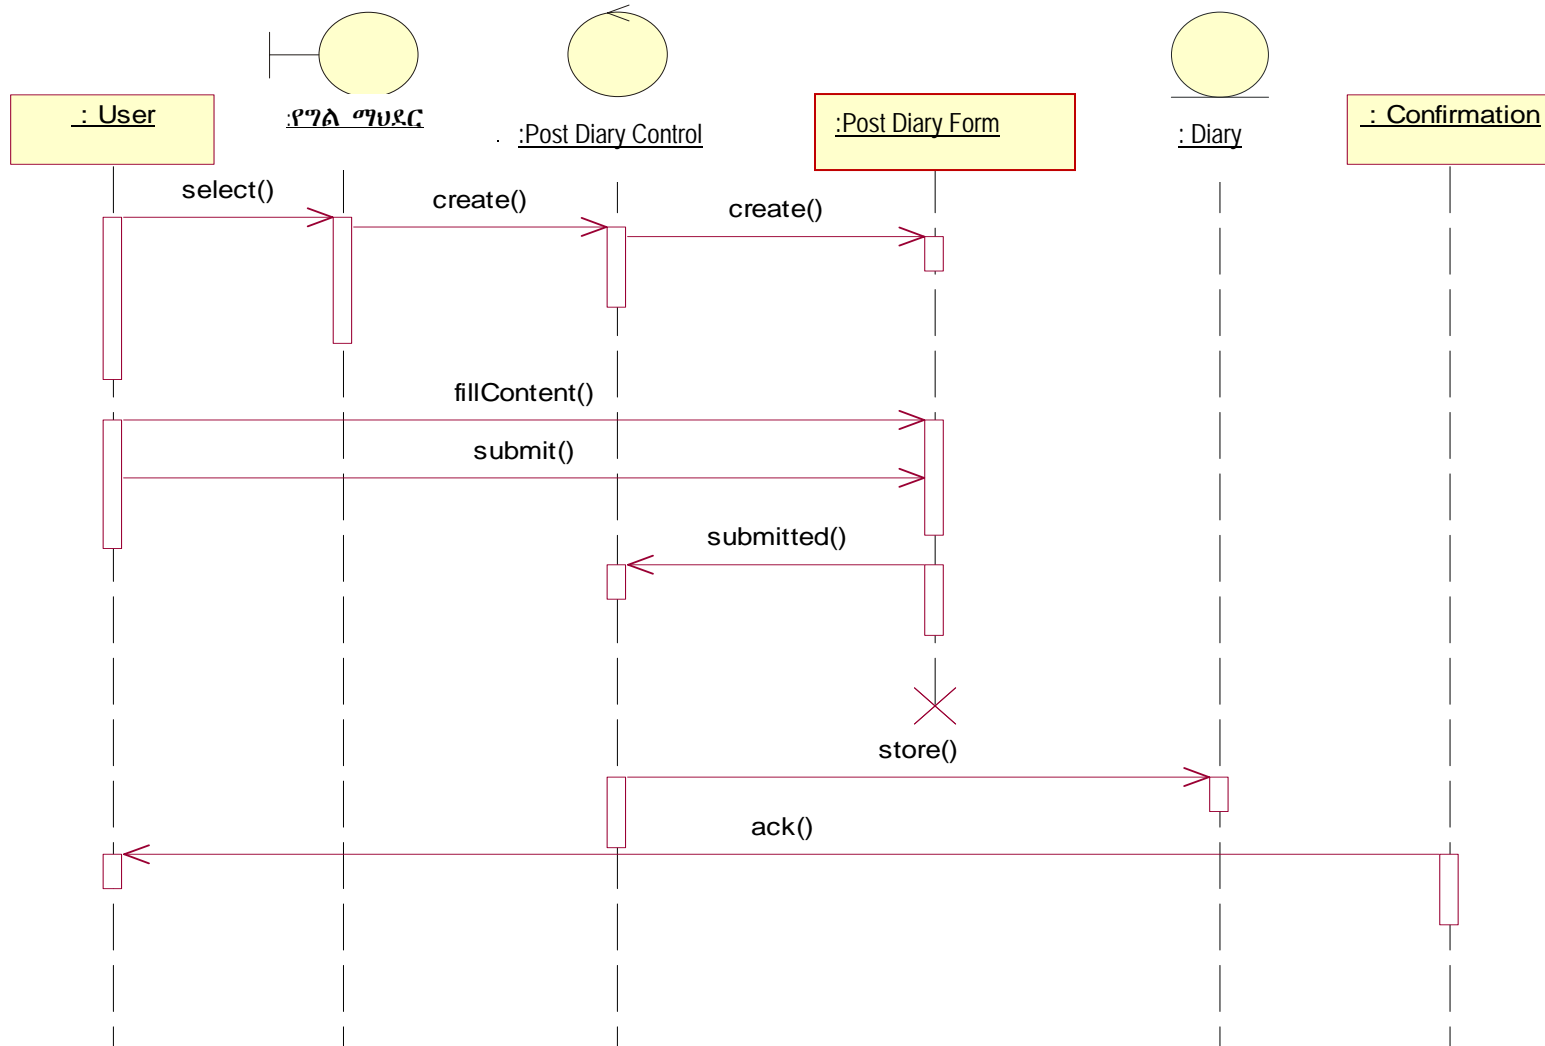 : User
:የግል ማህደር
:Post Diary Control
:Post Diary Form
: Diary
: Confirmation
select()
create()
create()
fillContent()
submit()
submitted()
store()
ack()